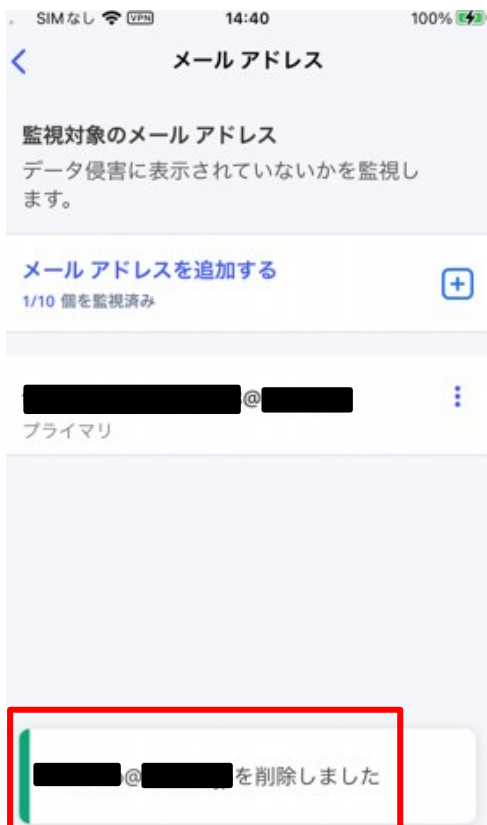 SIMなし VPN 14:40 100%
メール アドレス
監視対象のメール アドレス
データ侵害に表示されていないかを監視し
ます。
メール アドレスを追加する
1/10 個を監視済み
@
プライマリ
@ を削除しました